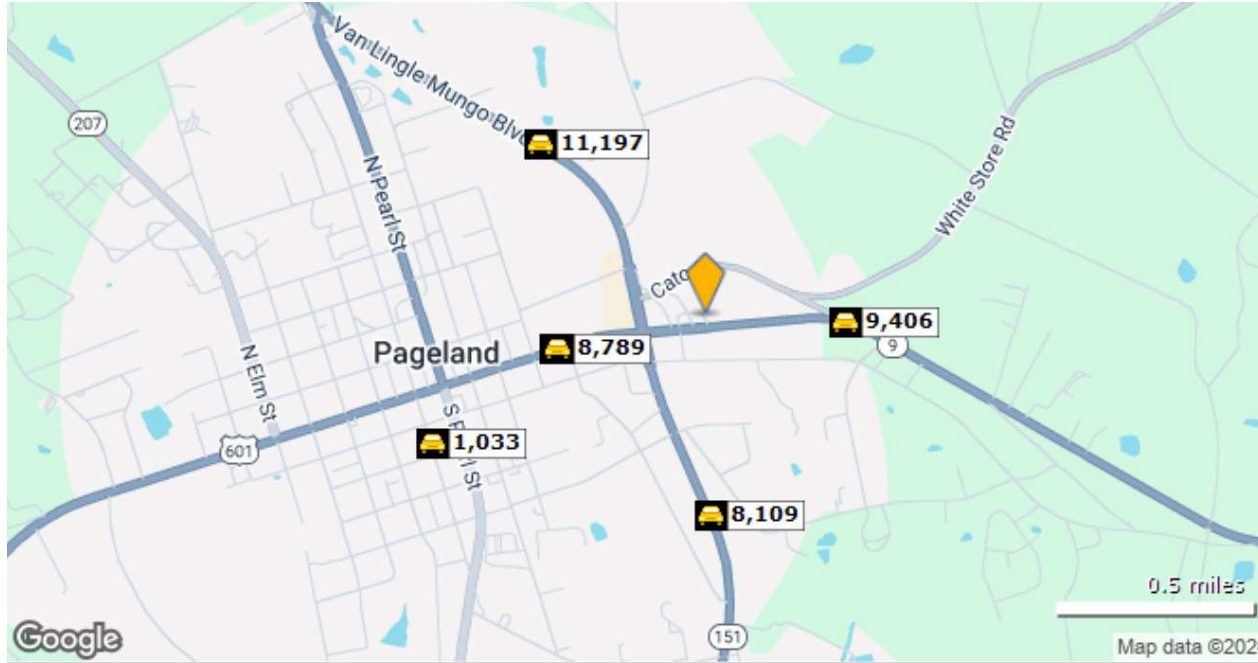 Van Lingle Mungo Blvd
207
11,197
N Pearl St
White Store Rd
Cato
9,406
8,789
9
Pageland
N Elm St
601
1,033
S Pearl St
8,109
0.5 miles
151
Google
Map data ©202